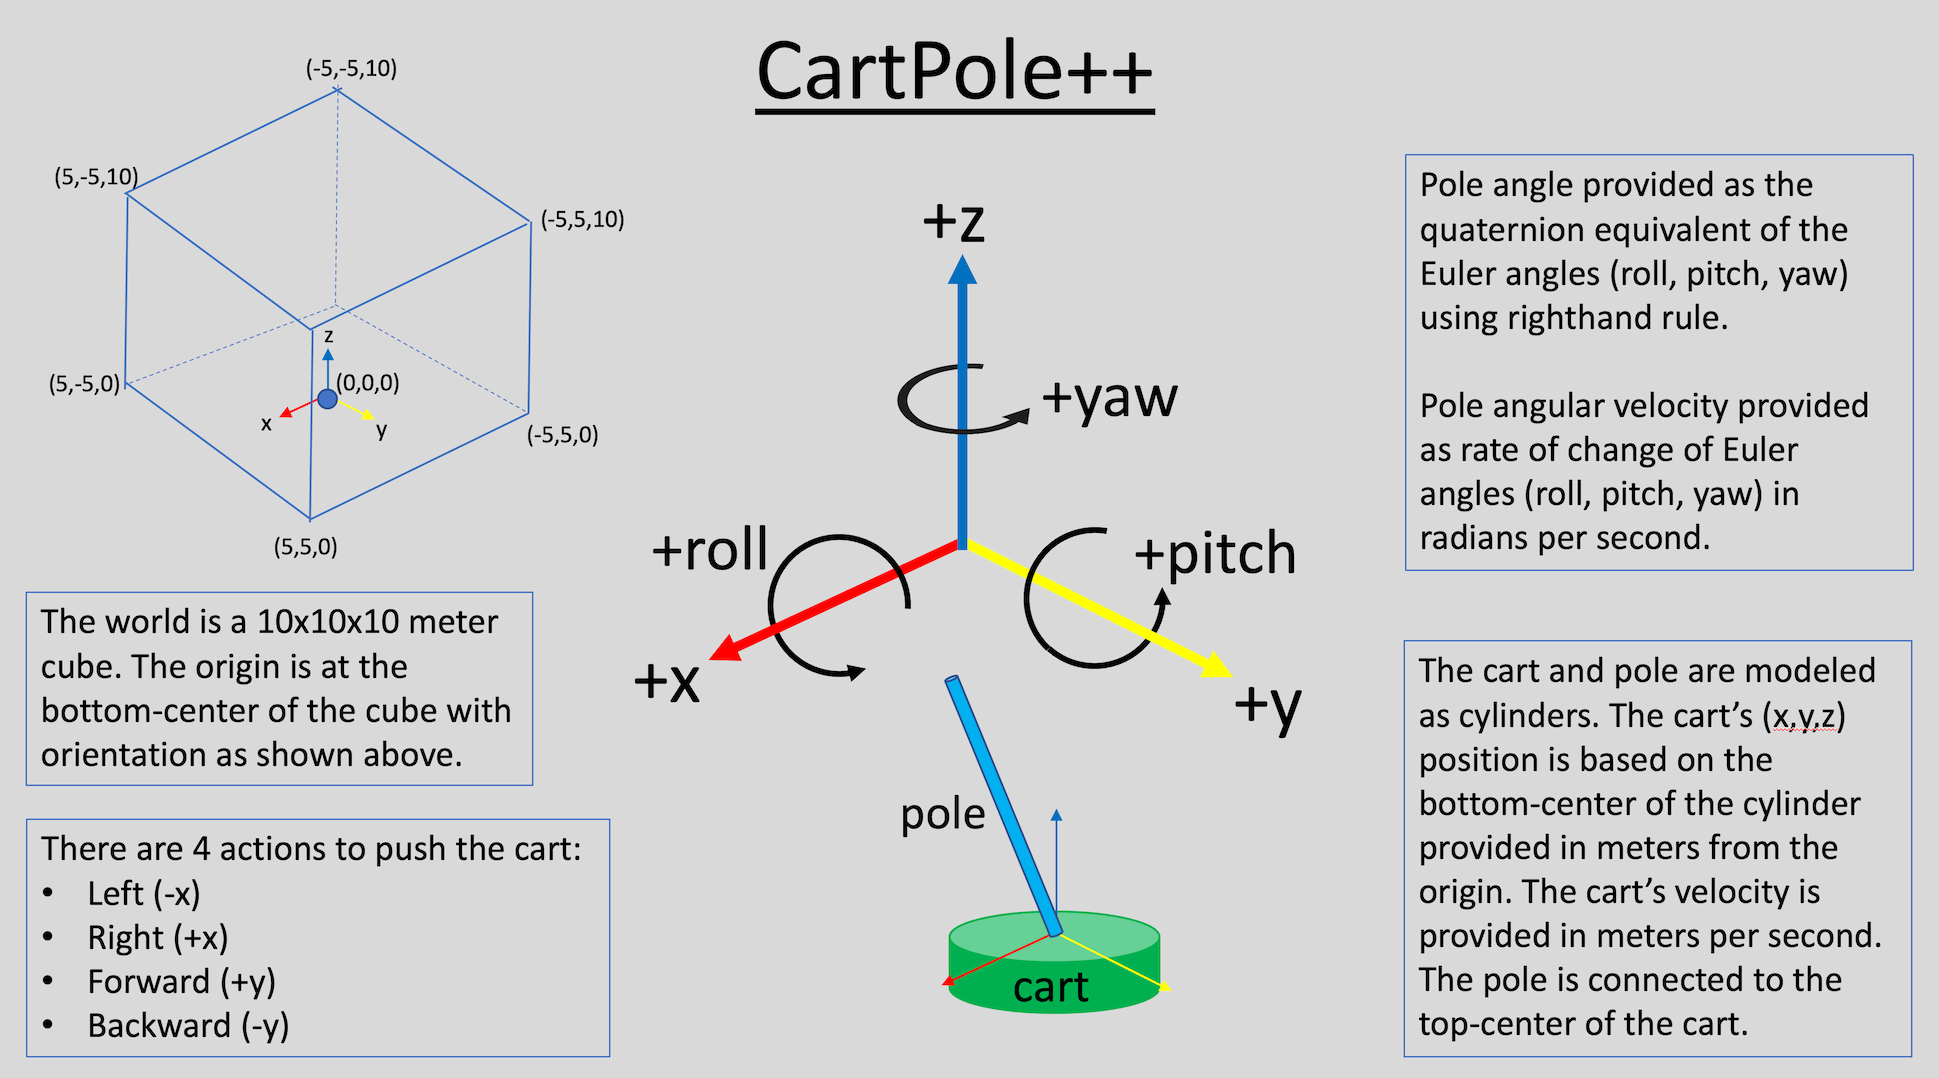 CartPole++
(-5,-5,10)
(5,-5,10)
(-5,5,10)
z
(5,-5,0)
(0,0,0)
x
y
(-5,5,0)
(5,5,0)
The world is a 10x10x10 meter
cube. The origin is at the
bottom-center of the cube with
orientation as shown above.
There are 4 actions to push the cart:
• Left (-x)
• Right (+x)
• Forward (+y)
• Backward (-y)
+z
+yaw
+roll
+pitch
+x
+y
pole
cart
Pole angle provided as the
quaternion equivalent of the
Euler angles (roll, pitch, yaw)
using righthand rule.
Pole angular velocity provided
as rate of change of Euler
angles (roll, pitch, yaw) in
radians per second.
The cart and pole are modeled
as cylinders. The cart’s (x,y,z)
position is based on the
bottom-center of the cylinder
provided in meters from the
origin. The cart’s velocity is
provided in meters per second.
The pole is connected to the
top-center of the cart.